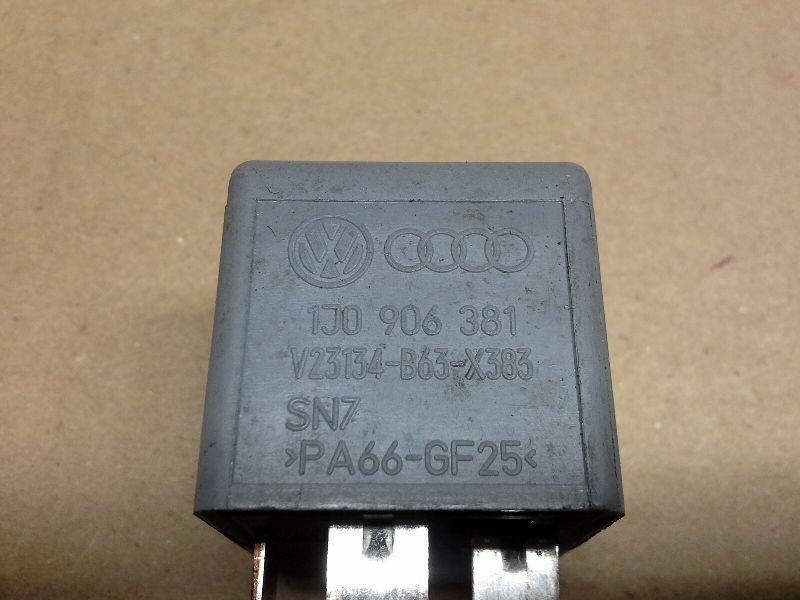 1J0 906 381
V23134-B63-X383
SN7
>PA66-GF25<